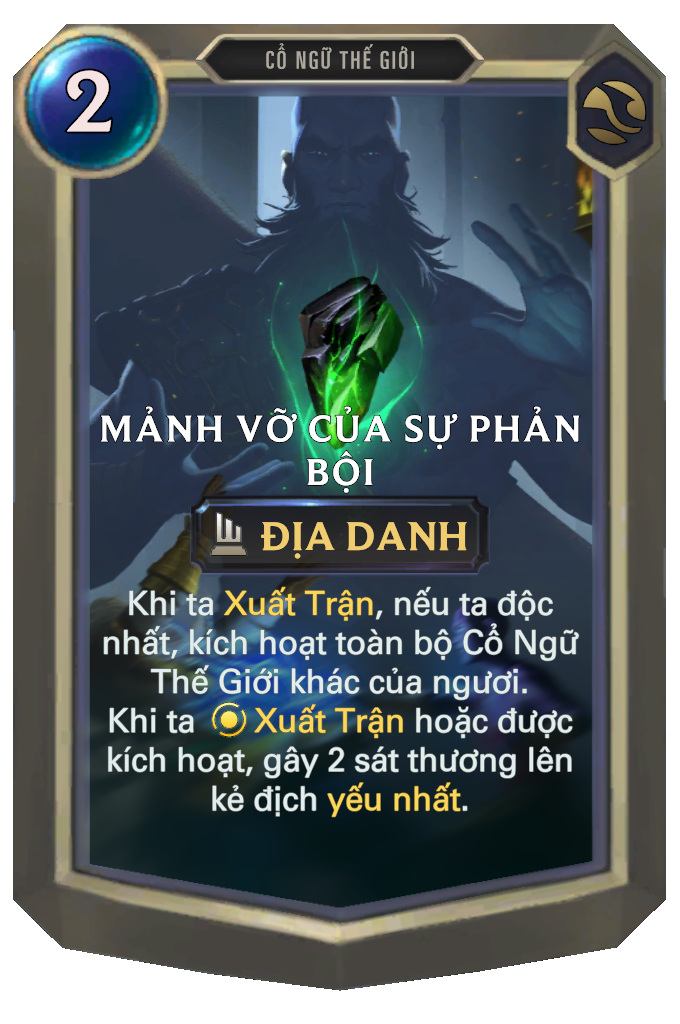 CỔ NGỮ THẾ GIỚI
2
MẢNH VỠ CỦA SỰ PHẢN
BỘI
ĐỊA DANH
Khi ta Xuất Trận, nếu ta độc
nhất, kích hoạt toàn bộ Cổ Ngữ
Thế Giới khác của ngươi.
Khi ta Xuất Trận hoặc được
kích hoạt, gây 2 sát thương lên
kẻ địch yếu nhất.